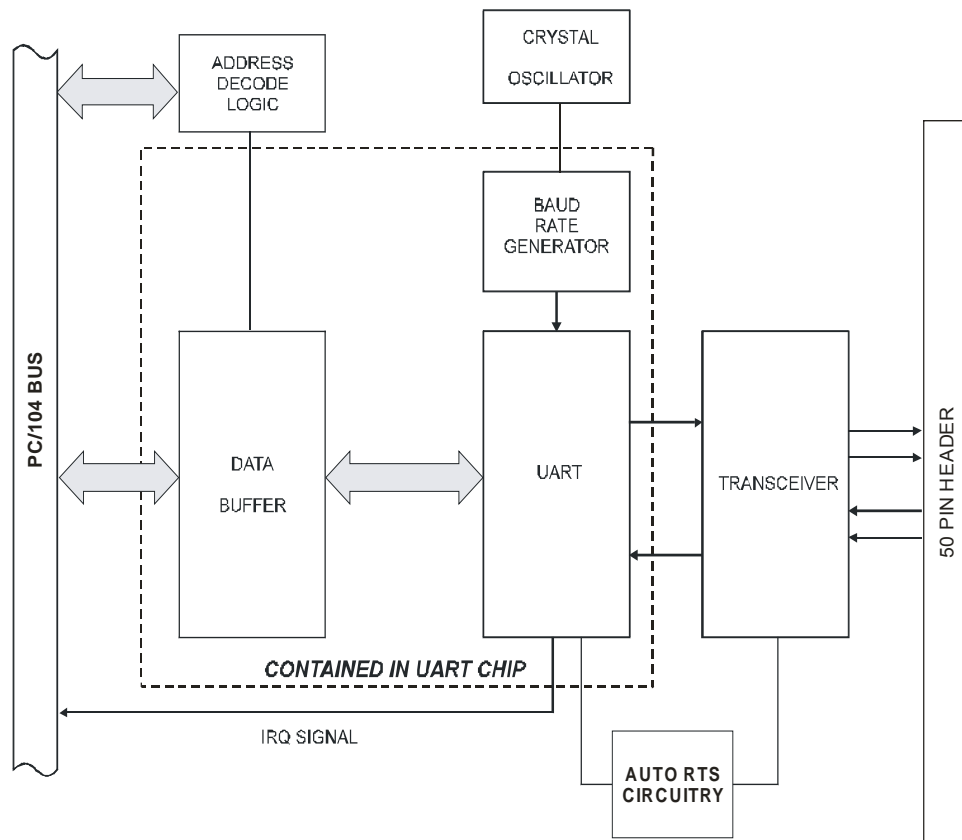 CRYSTAL
OSCILLATOR
ADDRESS
DECODE
LOGIC
BAUD
RATE
GENERATOR
PC/104 BUS
DATA
BUFFER
UART
TRANSCEIVER
50 PIN HEADER
CONTAINED IN UART CHIP
IRQ SIGNAL
AUTO RTS
CIRCUITRY